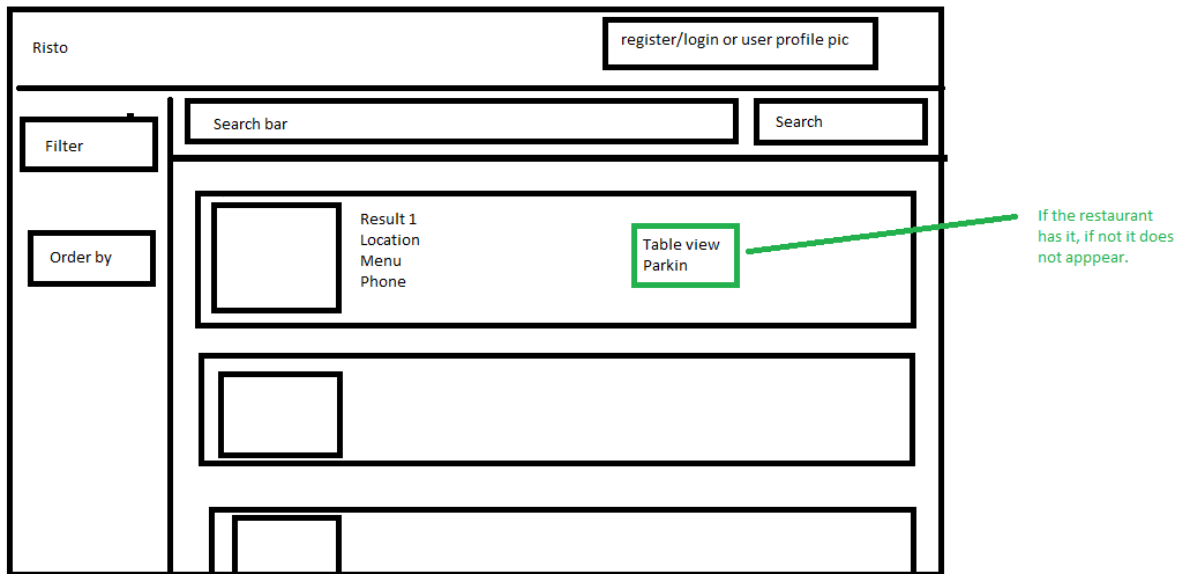 Risto
register/login or user profile pic
Filter
Order by
Search bar
Search
Result 1
Location
Menu
Phone
Table view
Parkin
If the restaurant
has it, if not it does
not apppear.